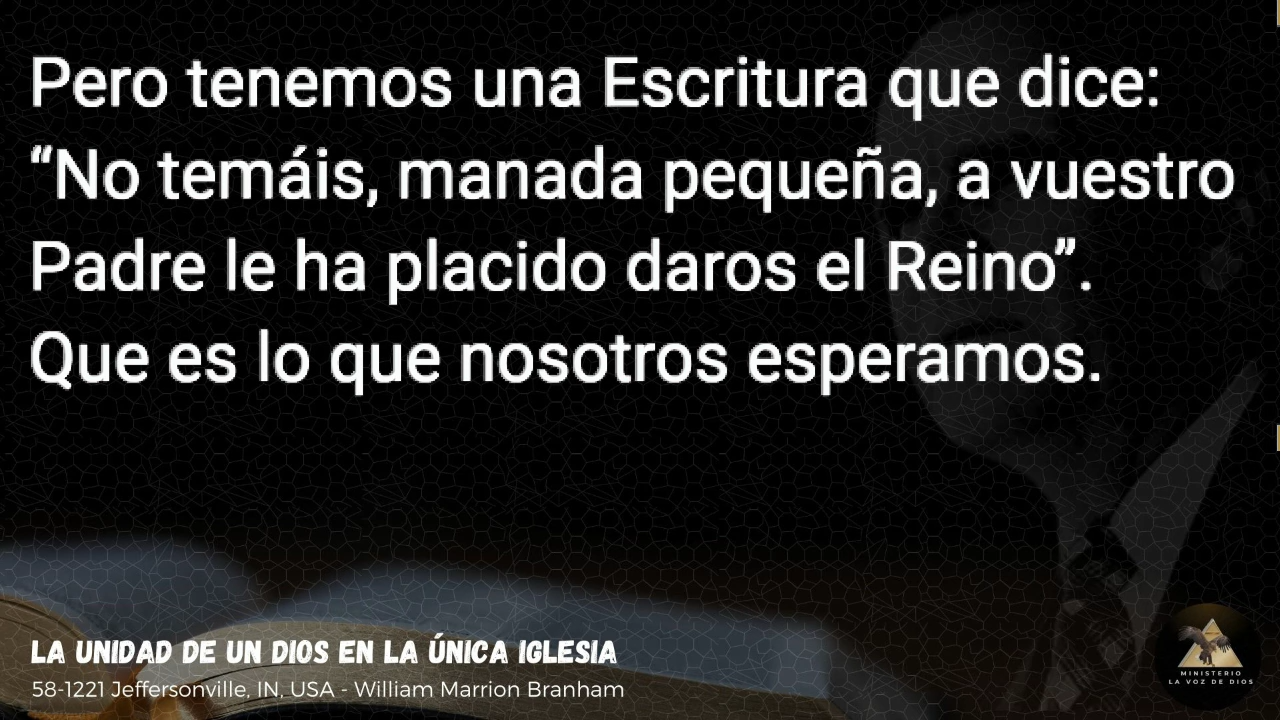 Pero tenemos una Escritura que dice:
“No temáis, manada pequeña, a vuestro
Padre le ha placido daros el Reino”.
Que es lo que nosotros esperamos.
LA UNIDAD DE UN DIOS EN LA ÚNICA IGLESIA
58-1221 Jeffersonville, IN, USA - William Marrion Branham
MINISTERIO
LA VOZ DE DIOS